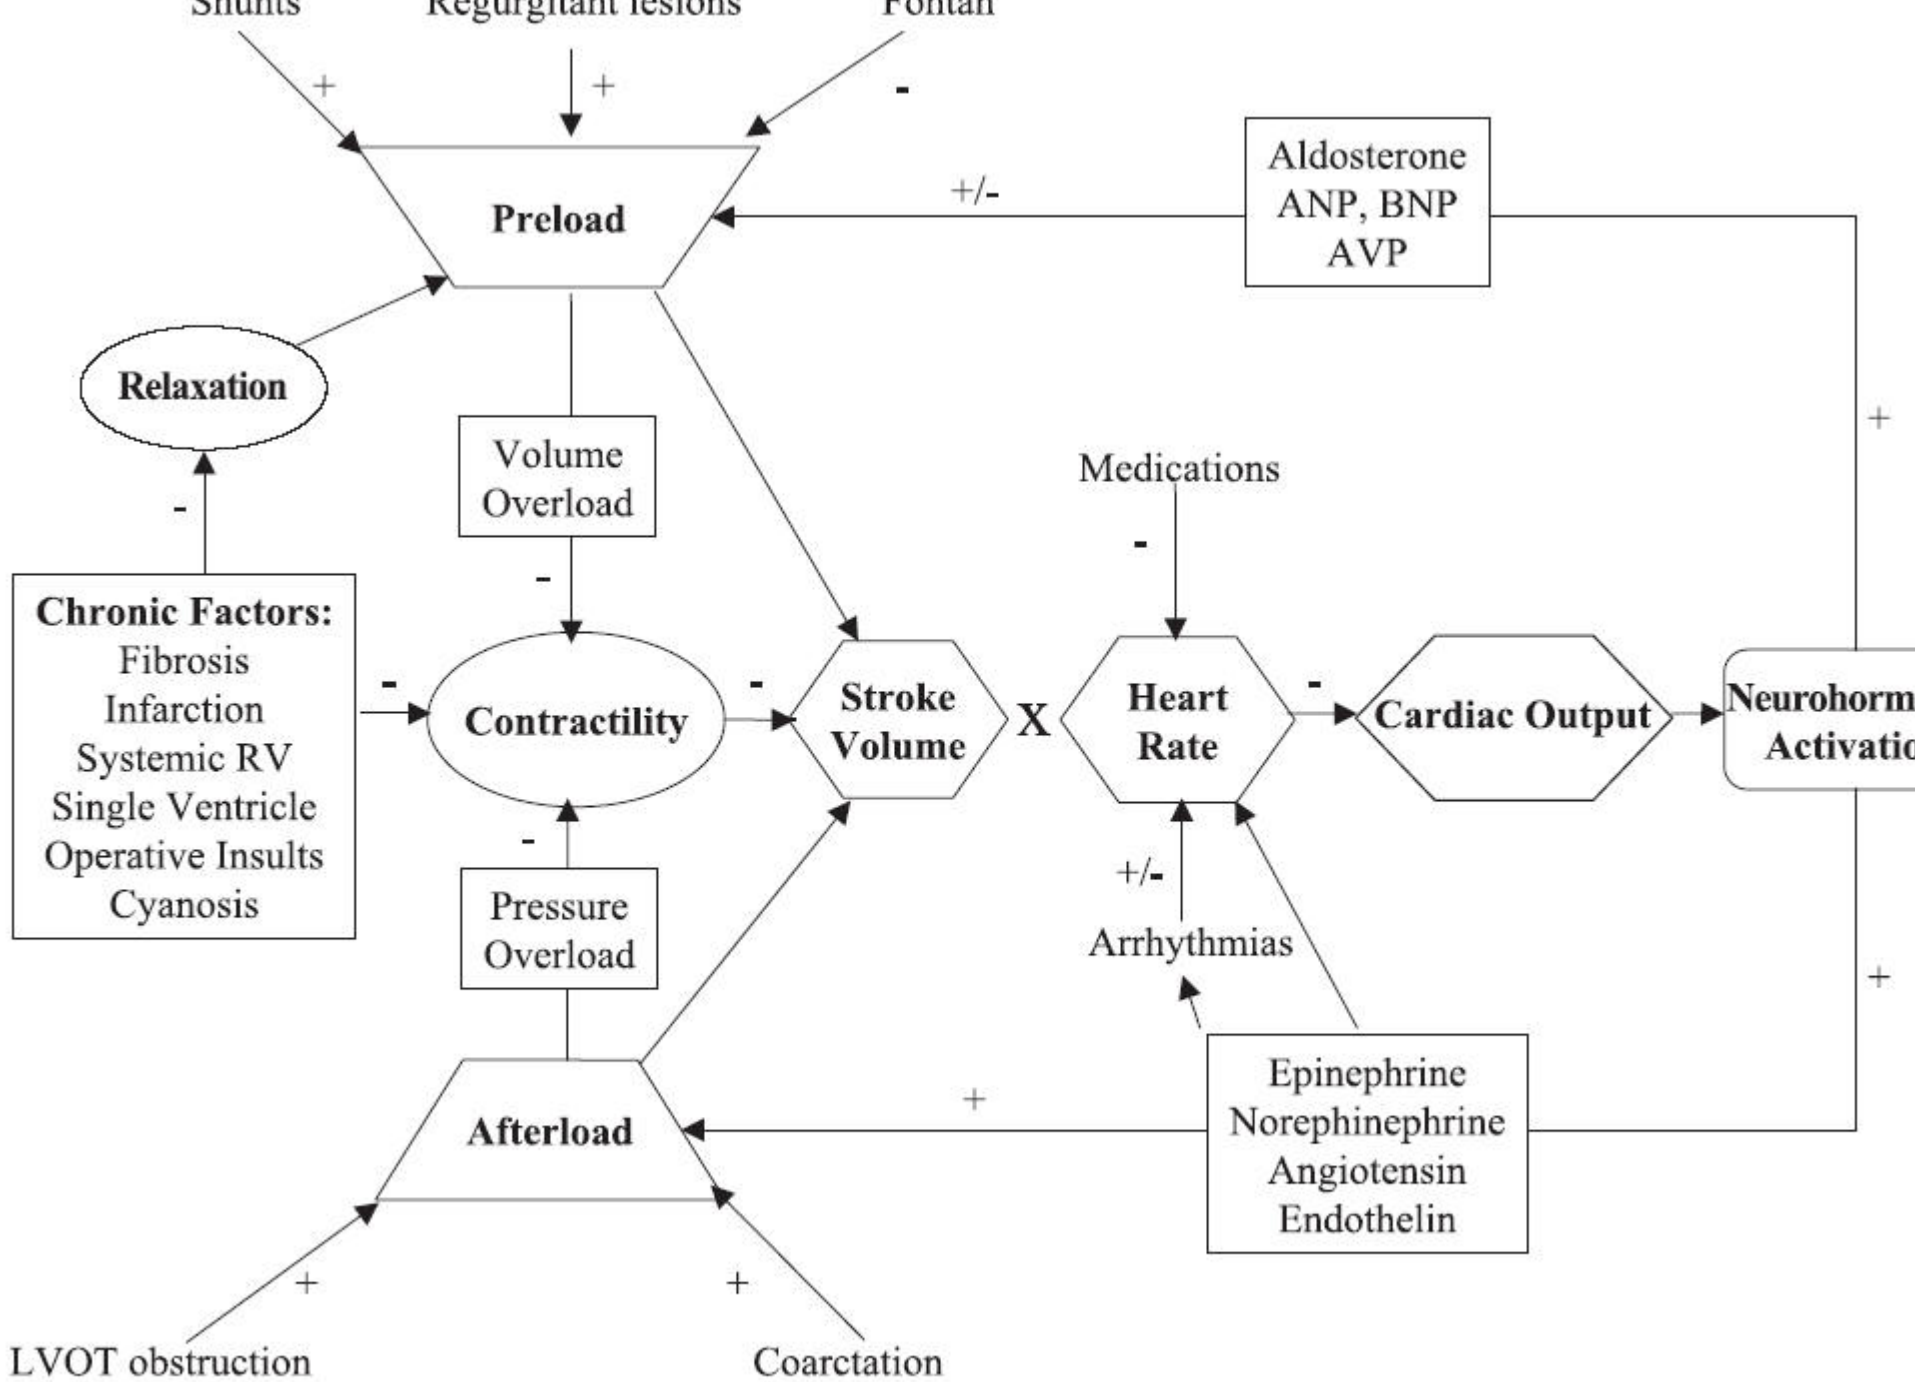 Shunts
Regurgitant lesions
Fontan
+
+
-
Aldosterone
ANP, BNP
AVP
+/-
Preload
Relaxation
+
Volume
Overload
Medications
-
-
-
Chronic Factors:
Fibrosis
Infarction
Systemic RV
Single Ventricle
Operative Insults
Cyanosis
-
Contractility
-
Stroke
Volume
X
Heart
Rate
-
Cardiac Output
Neurohorm
Activatio
-
Pressure
Overload
+/-
Arrhythmias
+
Epinephrine
Norephinephrine
Angiotensin
Endothelin
+
Afterload
+
+
LVOT obstruction
Coarctation